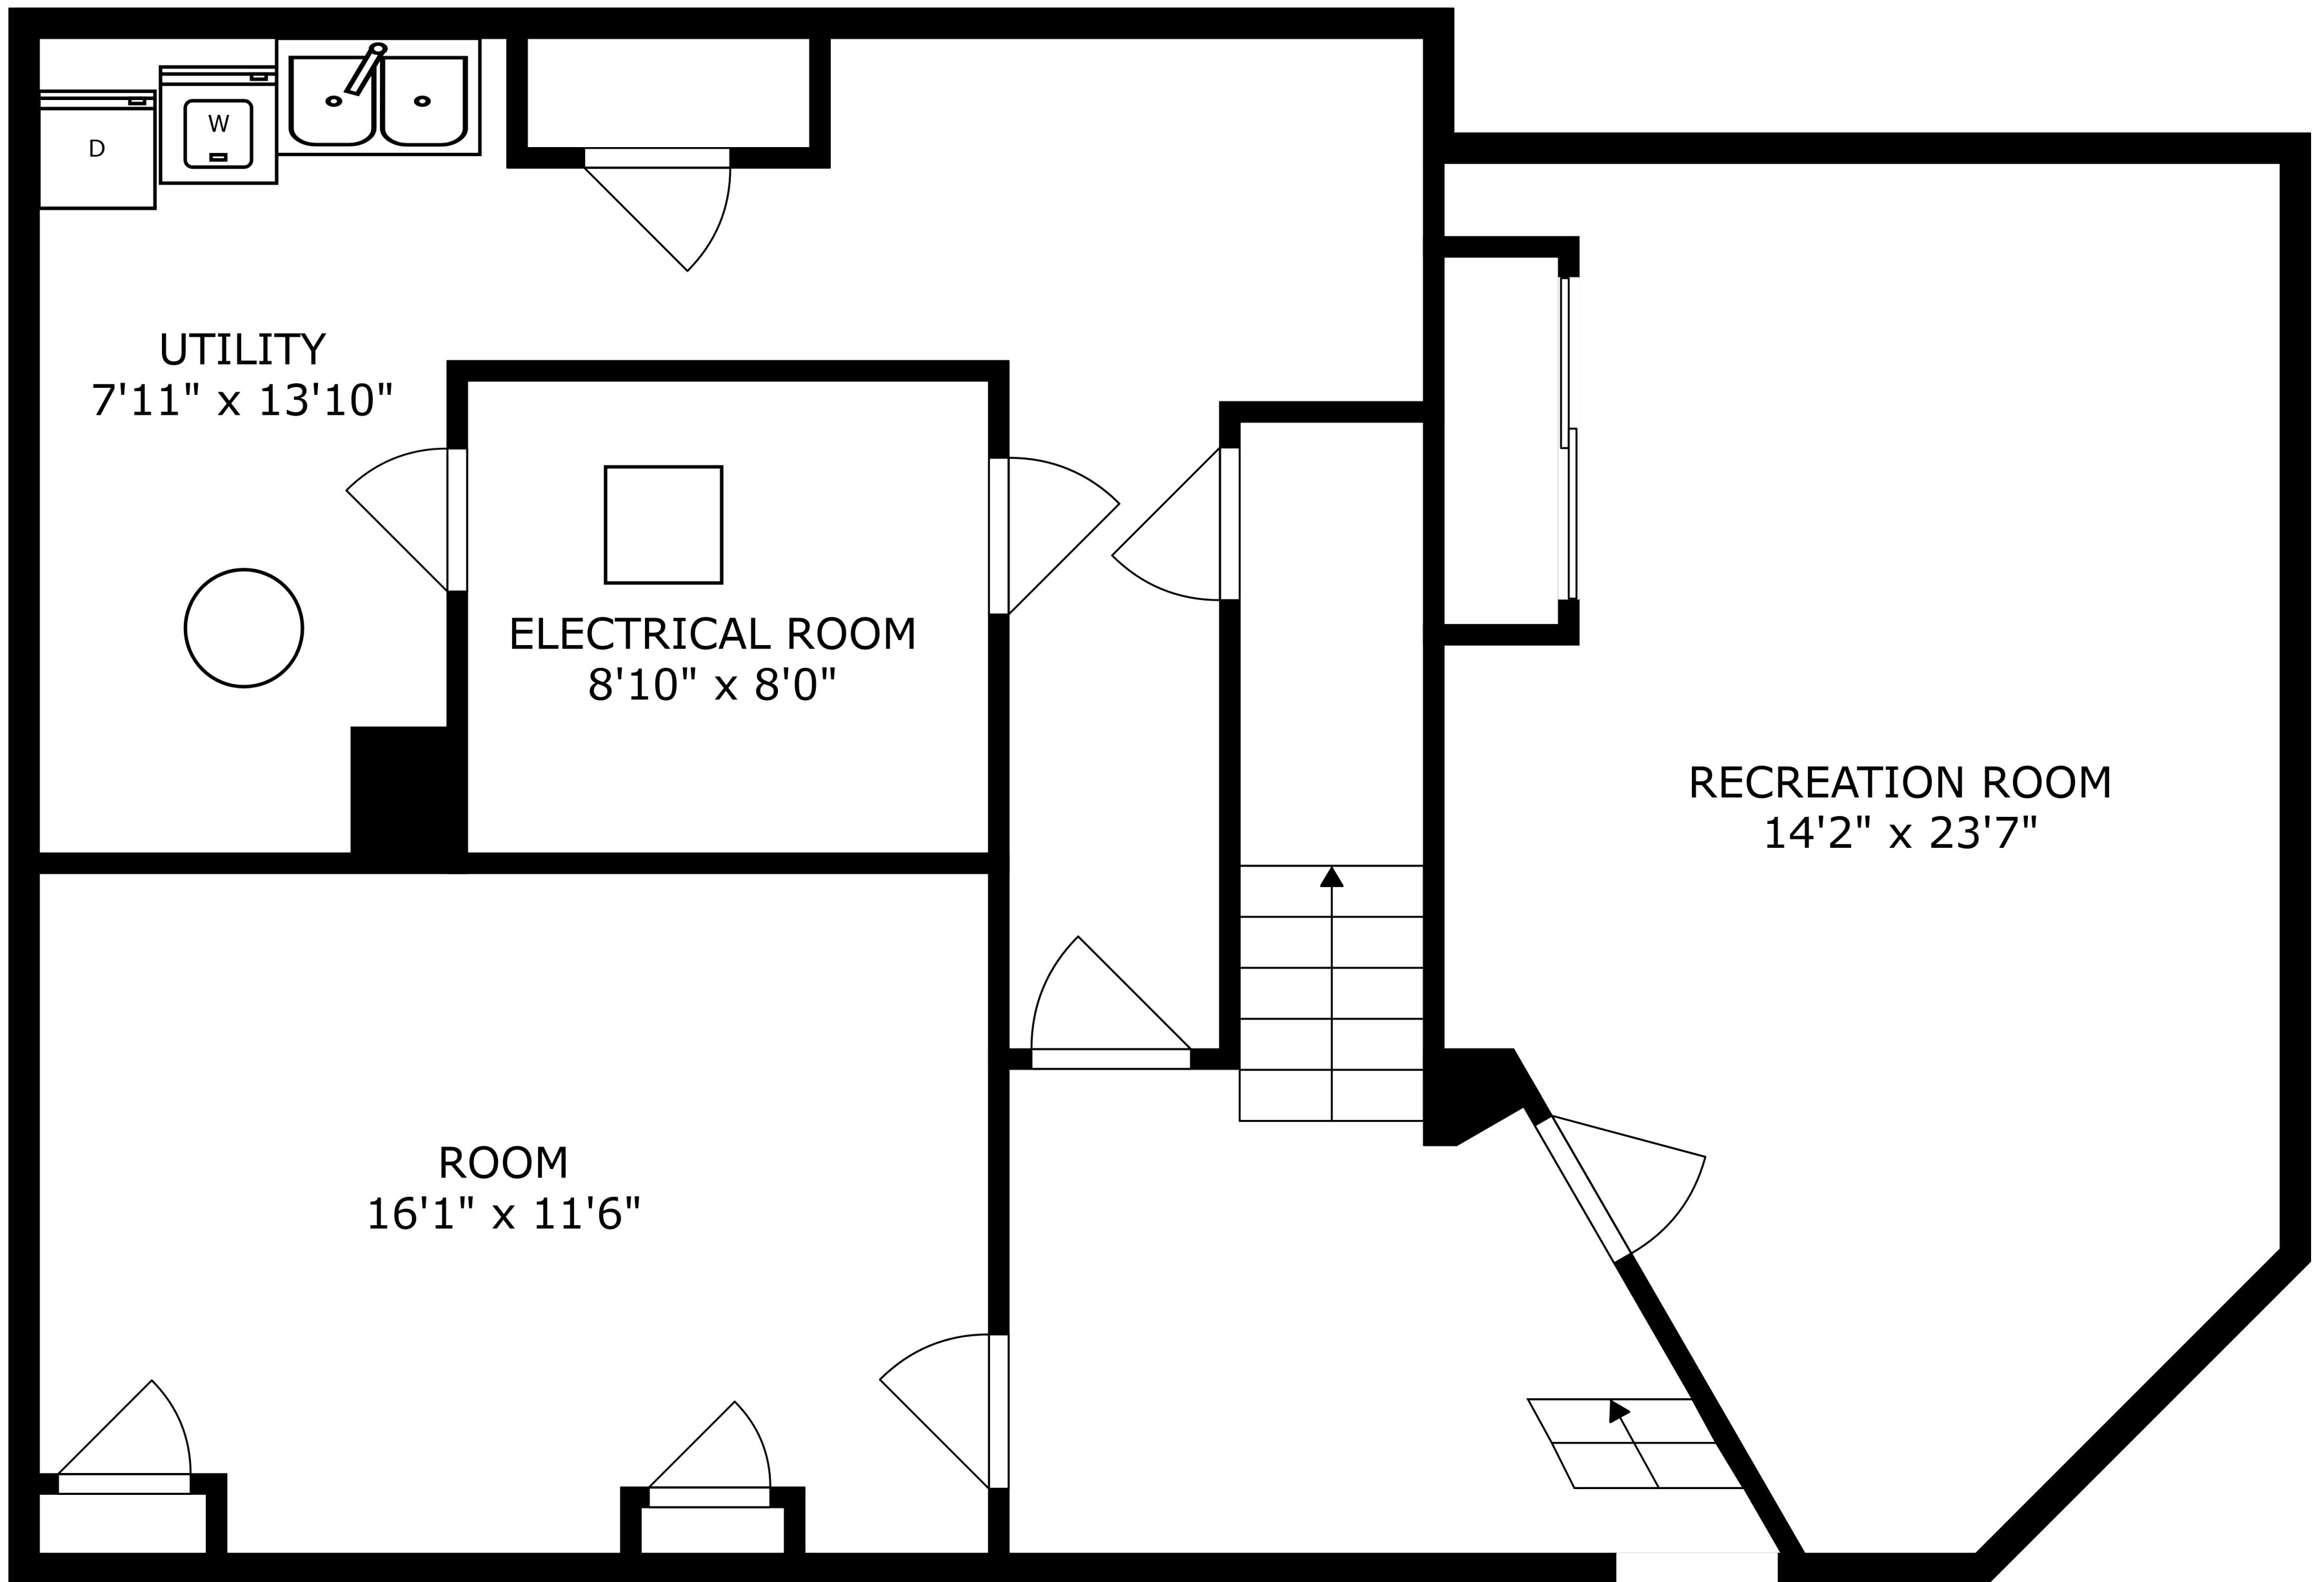 D
W
UTILITY
7'11" x 13'10"
ELECTRICAL ROOM
8'10" x 8'0"
RECREATION ROOM
14'2" x 23'7"
ROOM
16'1" x 11'6"